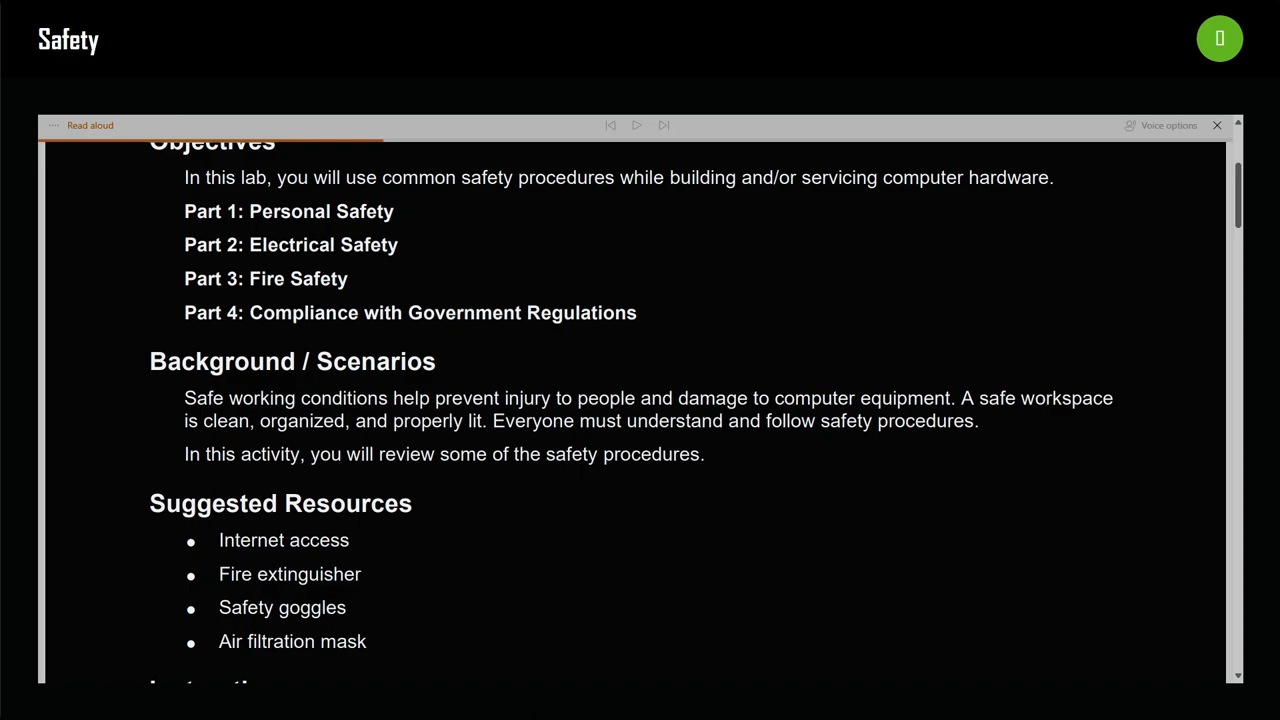 Safety
Read aloud
Voice options
Objectives
In this lab, you will use common safety procedures while building and/or servicing computer hardware.
Part 1: Personal Safety
Part 2: Electrical Safety
Part 3: Fire Safety
Part 4: Compliance with Government Regulations
Background / Scenarios
Safe working conditions help prevent injury to people and damage to computer equipment. A safe workspace
is clean, organized, and properly lit. Everyone must understand and follow safety procedures.
In this activity, you will review some of the safety procedures.
Suggested Resources
● Internet access
● Fire extinguisher
● Safety goggles
● Air filtration mask